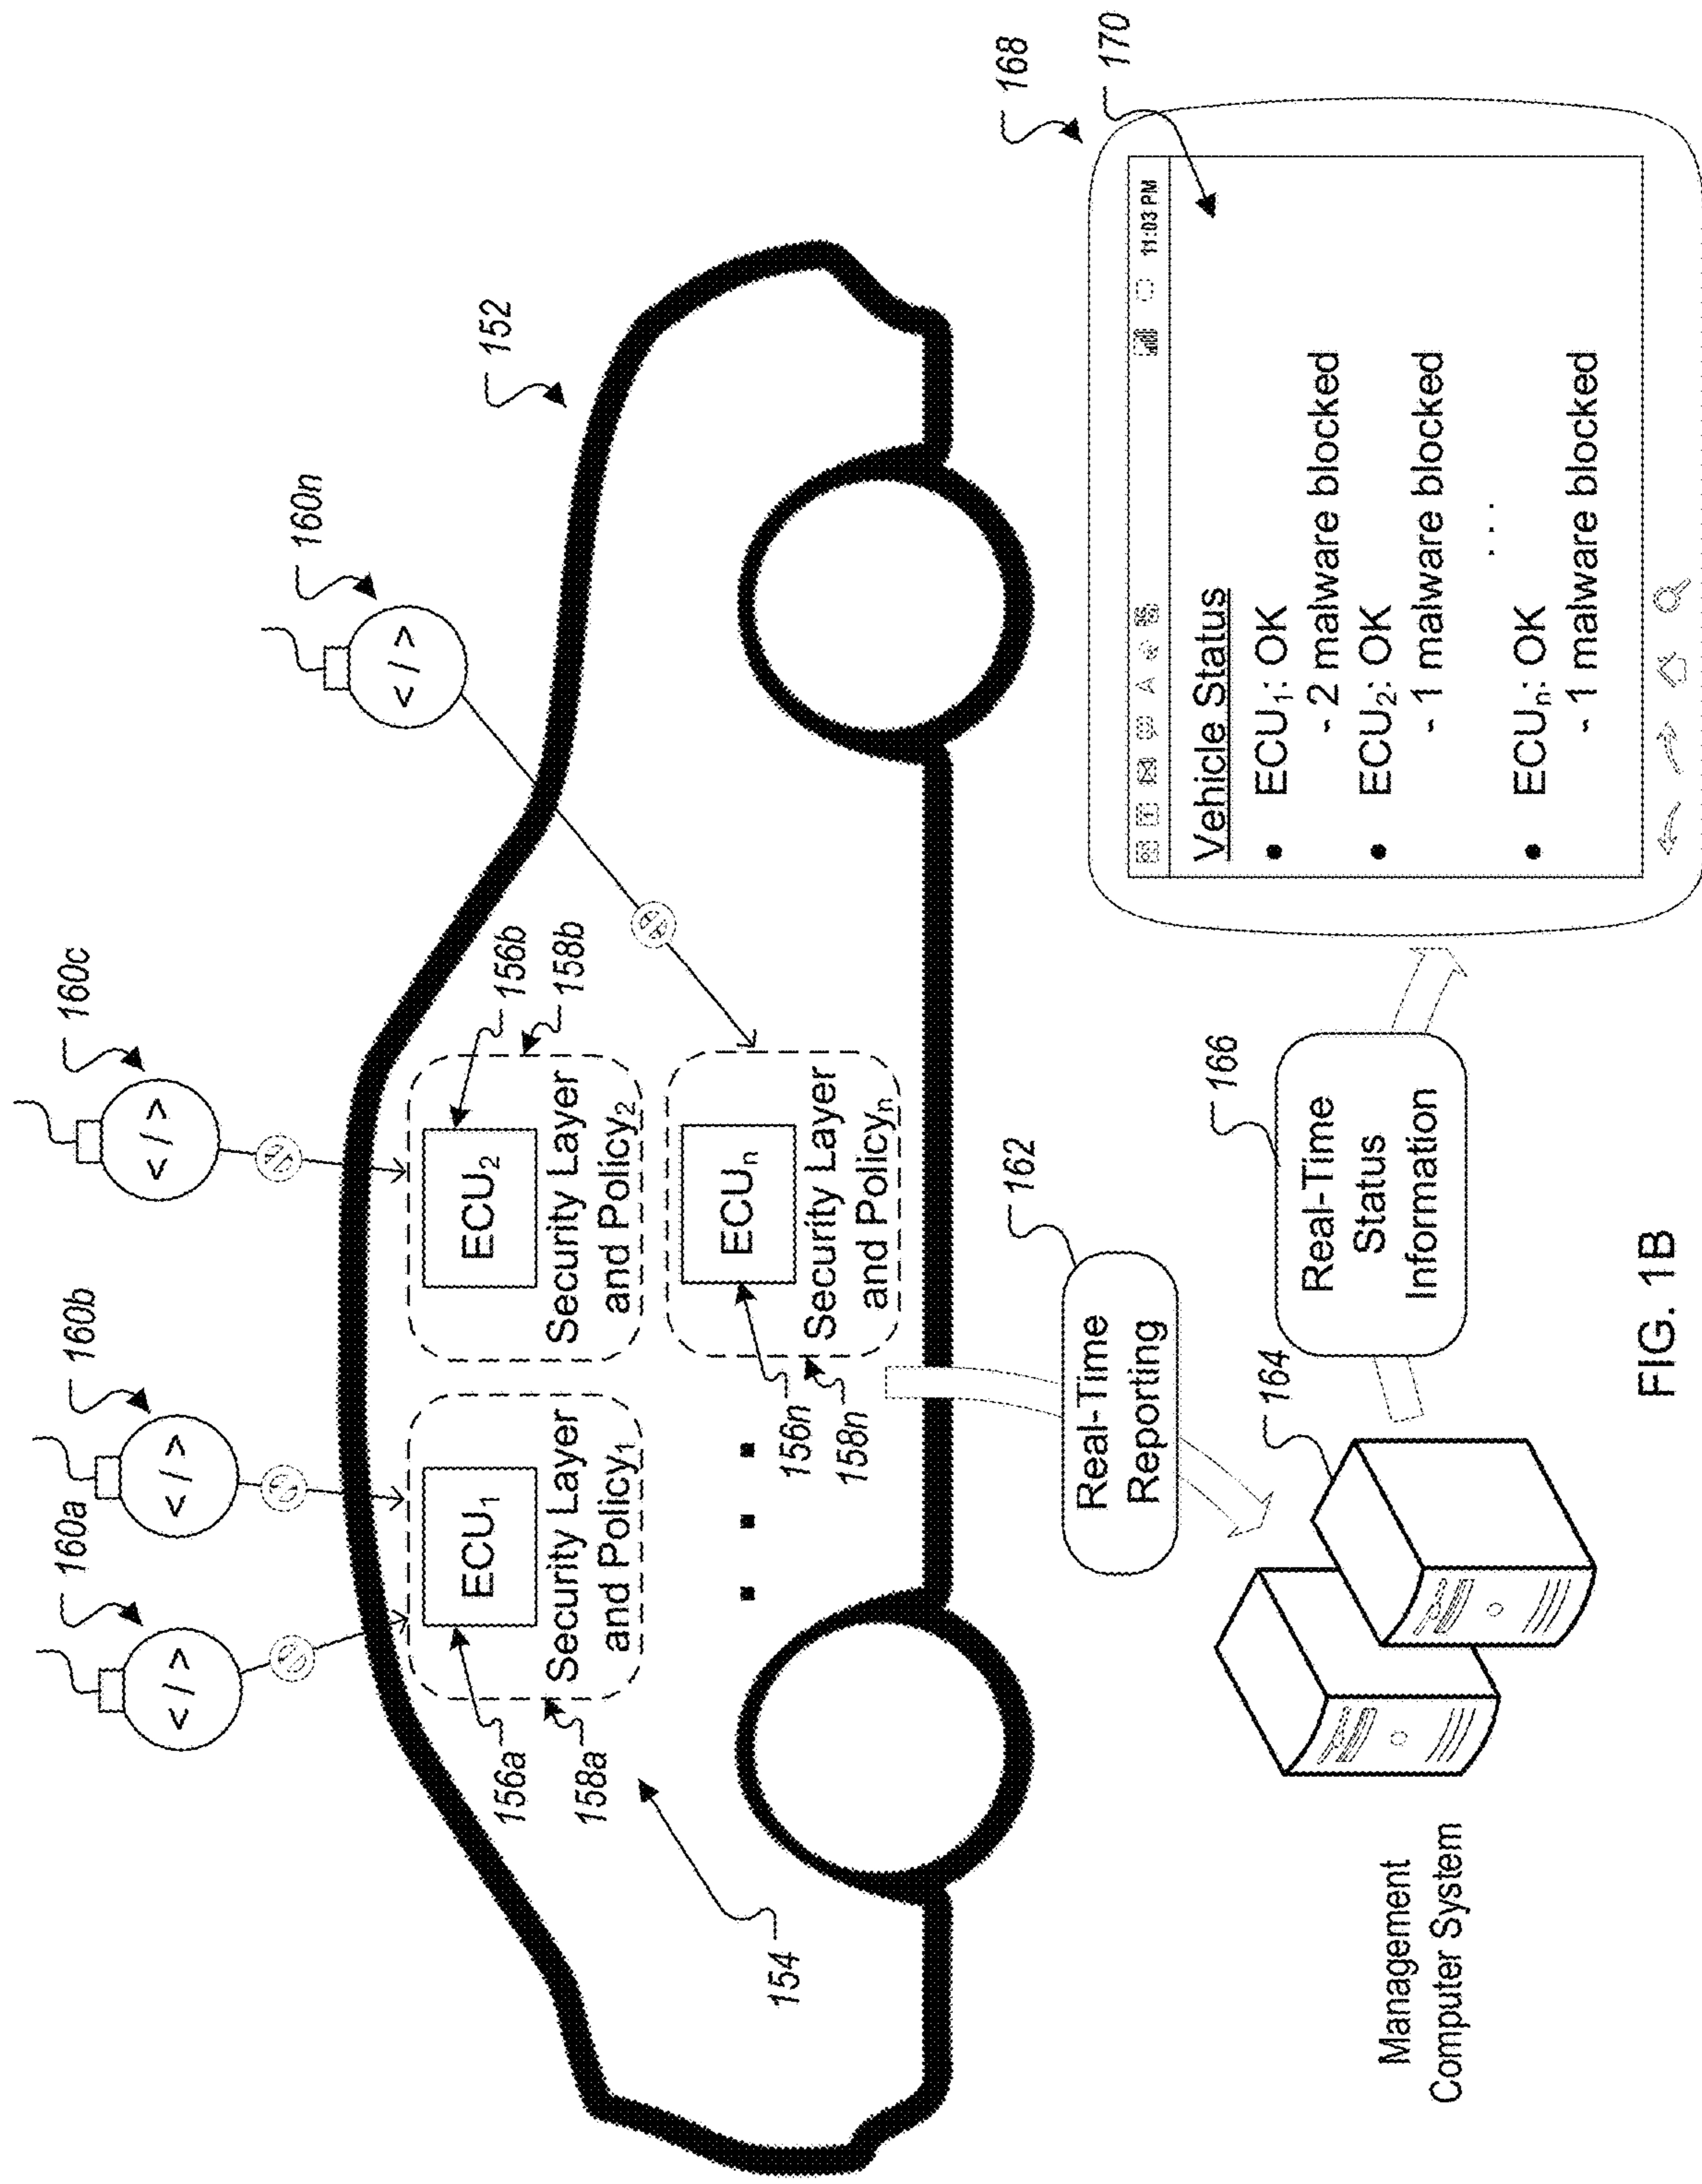 160a
160b
160c
160n
152
</>
</>
</>
</>
ECU1
Security Layer
and Policy1
ECU2
Security Layer
and Policy2
156a
158a
156b
158b
154
. . .
ECUn
Security Layer
and Policyn
156n
158n
Real-Time
Reporting
162
Management
Computer System
164
Real-Time
Status
Information
166
168
170
11:03 PM
Vehicle Status
• ECU1: OK
- 2 malware blocked
• ECU2: OK
- 1 malware blocked
. . .
• ECUn: OK
- 1 malware blocked
FIG. 1B